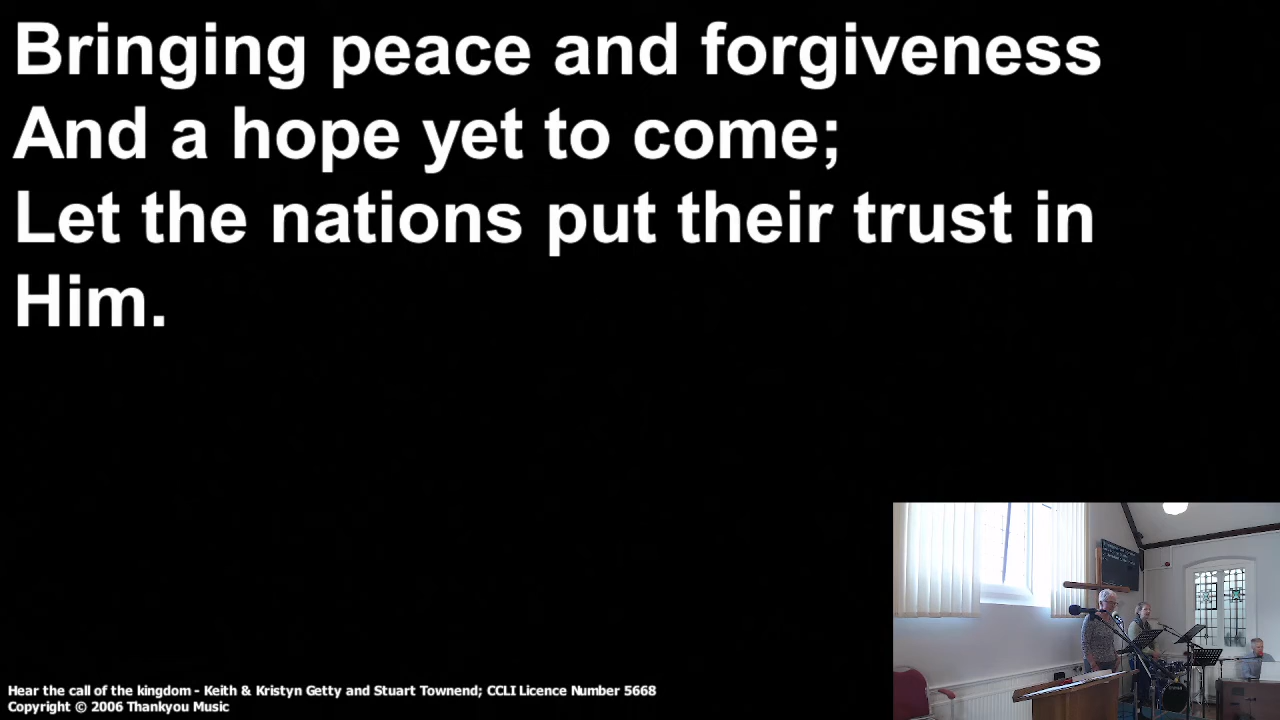 Bringing peace and forgiveness
And a hope yet to come;
Let the nations put their trust in
Him.
Hear the call of the kingdom - Keith & Kristyn Getty and Stuart Townend; CCLI Licence Number 5668
Copyright © 2006 Thankyou Music